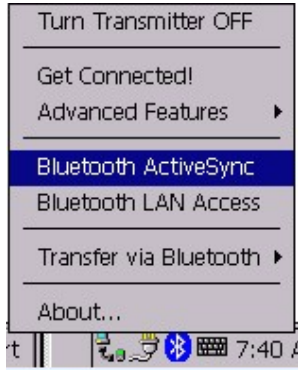 Turn Transmitter OFF
Get Connected!
Advanced Features
Bluetooth ActiveSync
Bluetooth LAN Access
Transfer via Bluetooth
About...
7:40